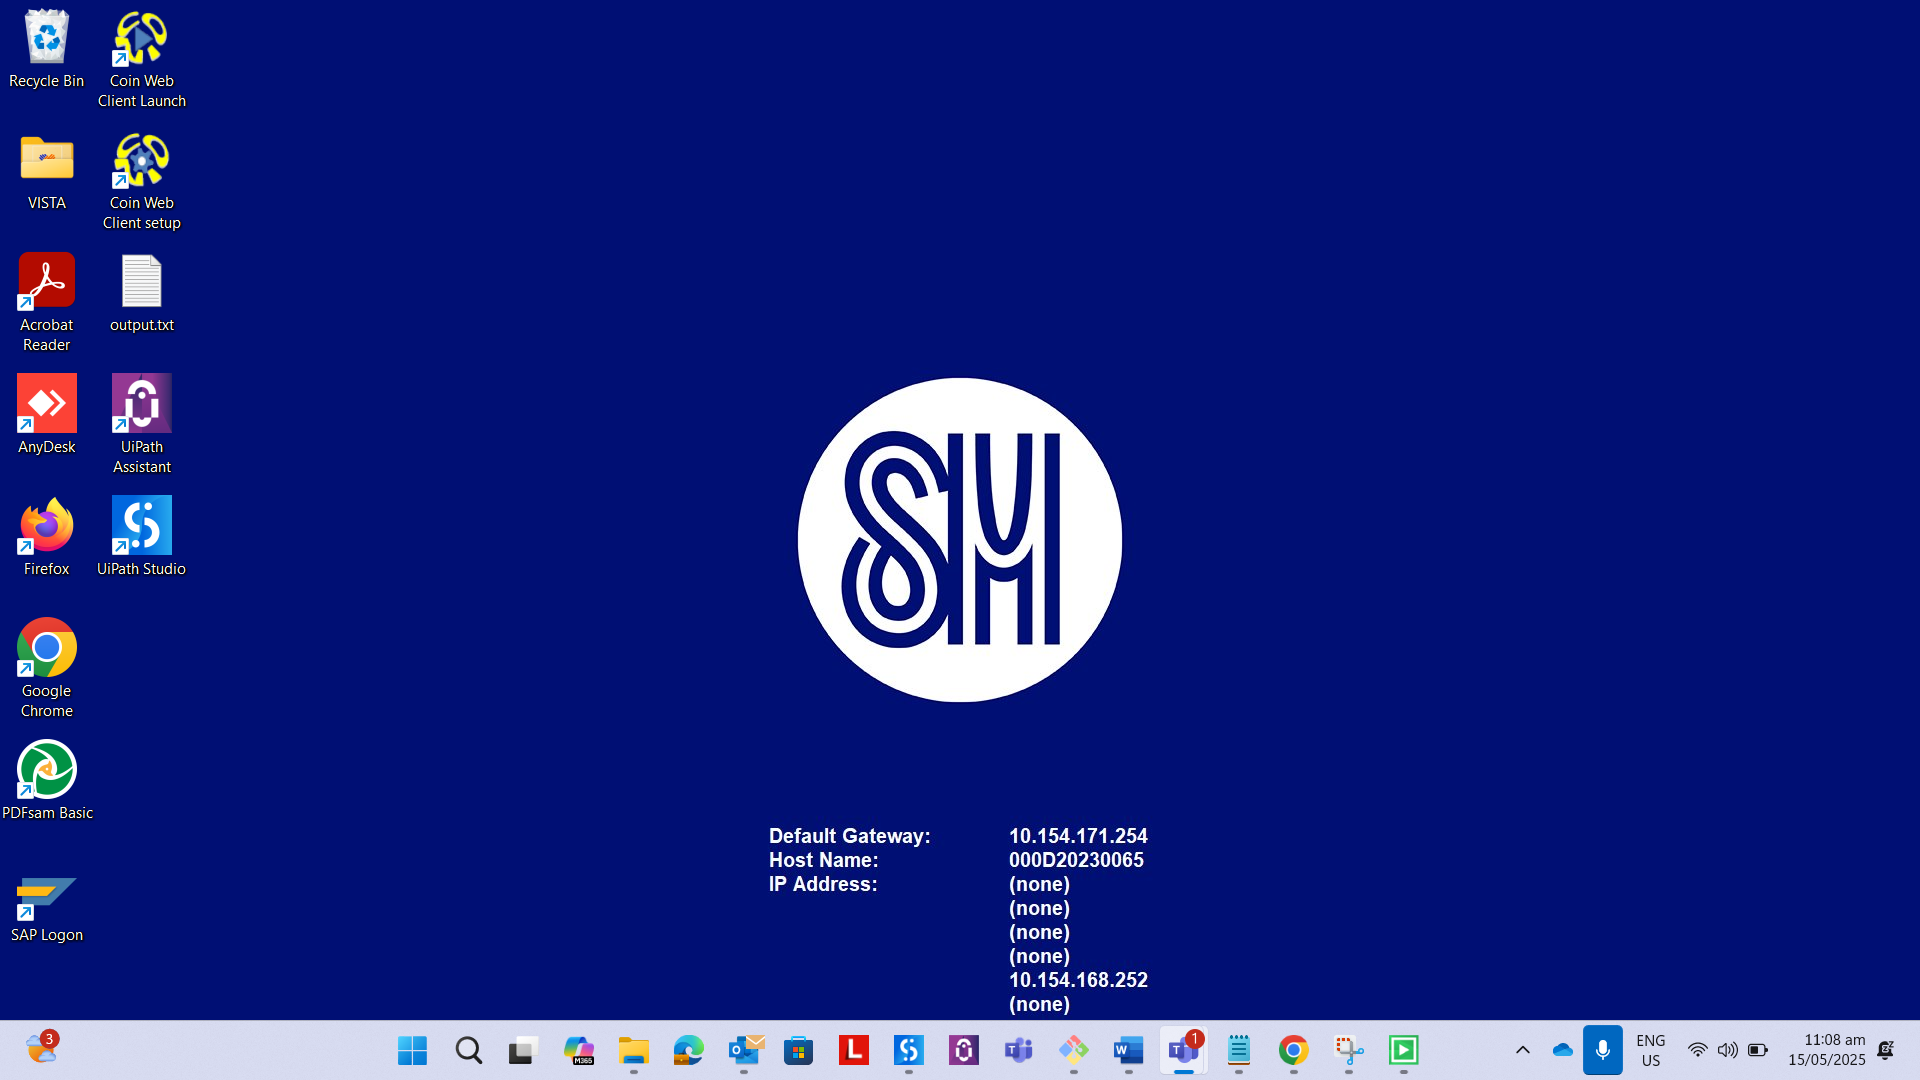 Recycle Bin
Coin Web
Client Launch
VISTA
Coin Web
Client setup
Acrobat
Reader
output.txt
AnyDesk
UiPath
Assistant
Firefox
UiPath Studio
Google
Chrome
PDFsam Basic
SAP Logon
SM
Default Gateway: 10.154.171.254
Host Name: 000D20230065
IP Address: (none)
(none)
(none)
(none)
10.154.168.252
(none)
3
M365
L
W
T
1
ENG
US
11:08 am
15/05/2025